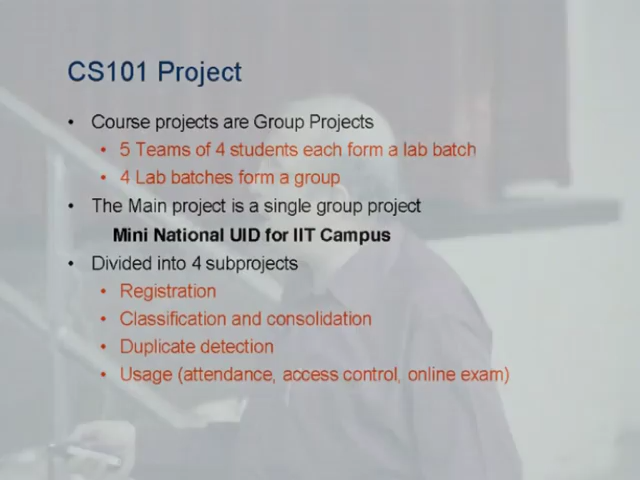 CS101 Project
• Course projects are Group Projects
• 5 Teams of 4 students each form a lab batch
• 4 Lab batches form a group
• The Main project is a single group project
Mini National UID for IIT Campus
• Divided into 4 subprojects
• Registration
• Classification and consolidation
• Duplicate detection
• Usage (attendance, access control, online exam)